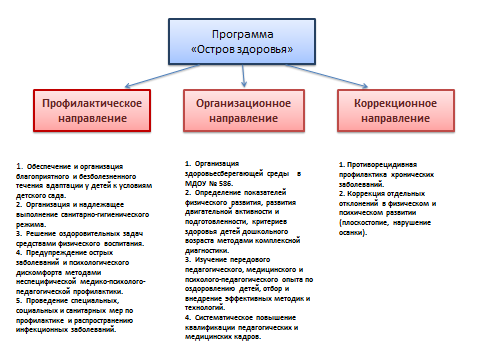 Программа
«Остров здоровья»
Профилактическое
направление
Организационное
направление
Коррекционное
направление
1. Обеспечение и организация
благоприятного и безболезненного
течения адаптации у детей к условиям
детского сада.
2. Организация и надлежащее
выполнение санитарно-гигиенического
режима.
3. Решение оздоровительных задач
средствами физического воспитания.
4. Предупреждение острых
заболеваний и психологического
дискомфорта методами
неспецифической медико-психолого-
педагогической профилактики.
5. Проведение специальных,
социальных и санитарных мер по
профилактике и распространению
инфекционных заболеваний.
1. Организация
здоровьесберегающей среды в
МДОУ № 586.
2. Определение показателей
физического развития, развития
двигательной активности и
подготовленности, критериев
здоровья детей дошкольного
возраста методами комплексной
диагностики.
3. Изучение передового
педагогического, медицинского и
психолого-педагогического опыта по
оздоровлению детей, отбор и
внедрение эффективных методик и
технологий.
4. Систематическое повышение
квалификации педагогических и
медицинских кадров.
1. Противорецидивная
профилактика хронических
заболеваний.
2. Коррекция отдельных
отклонений в физическом и
психическом развитии
(плоскостопие, нарушение
осанки).